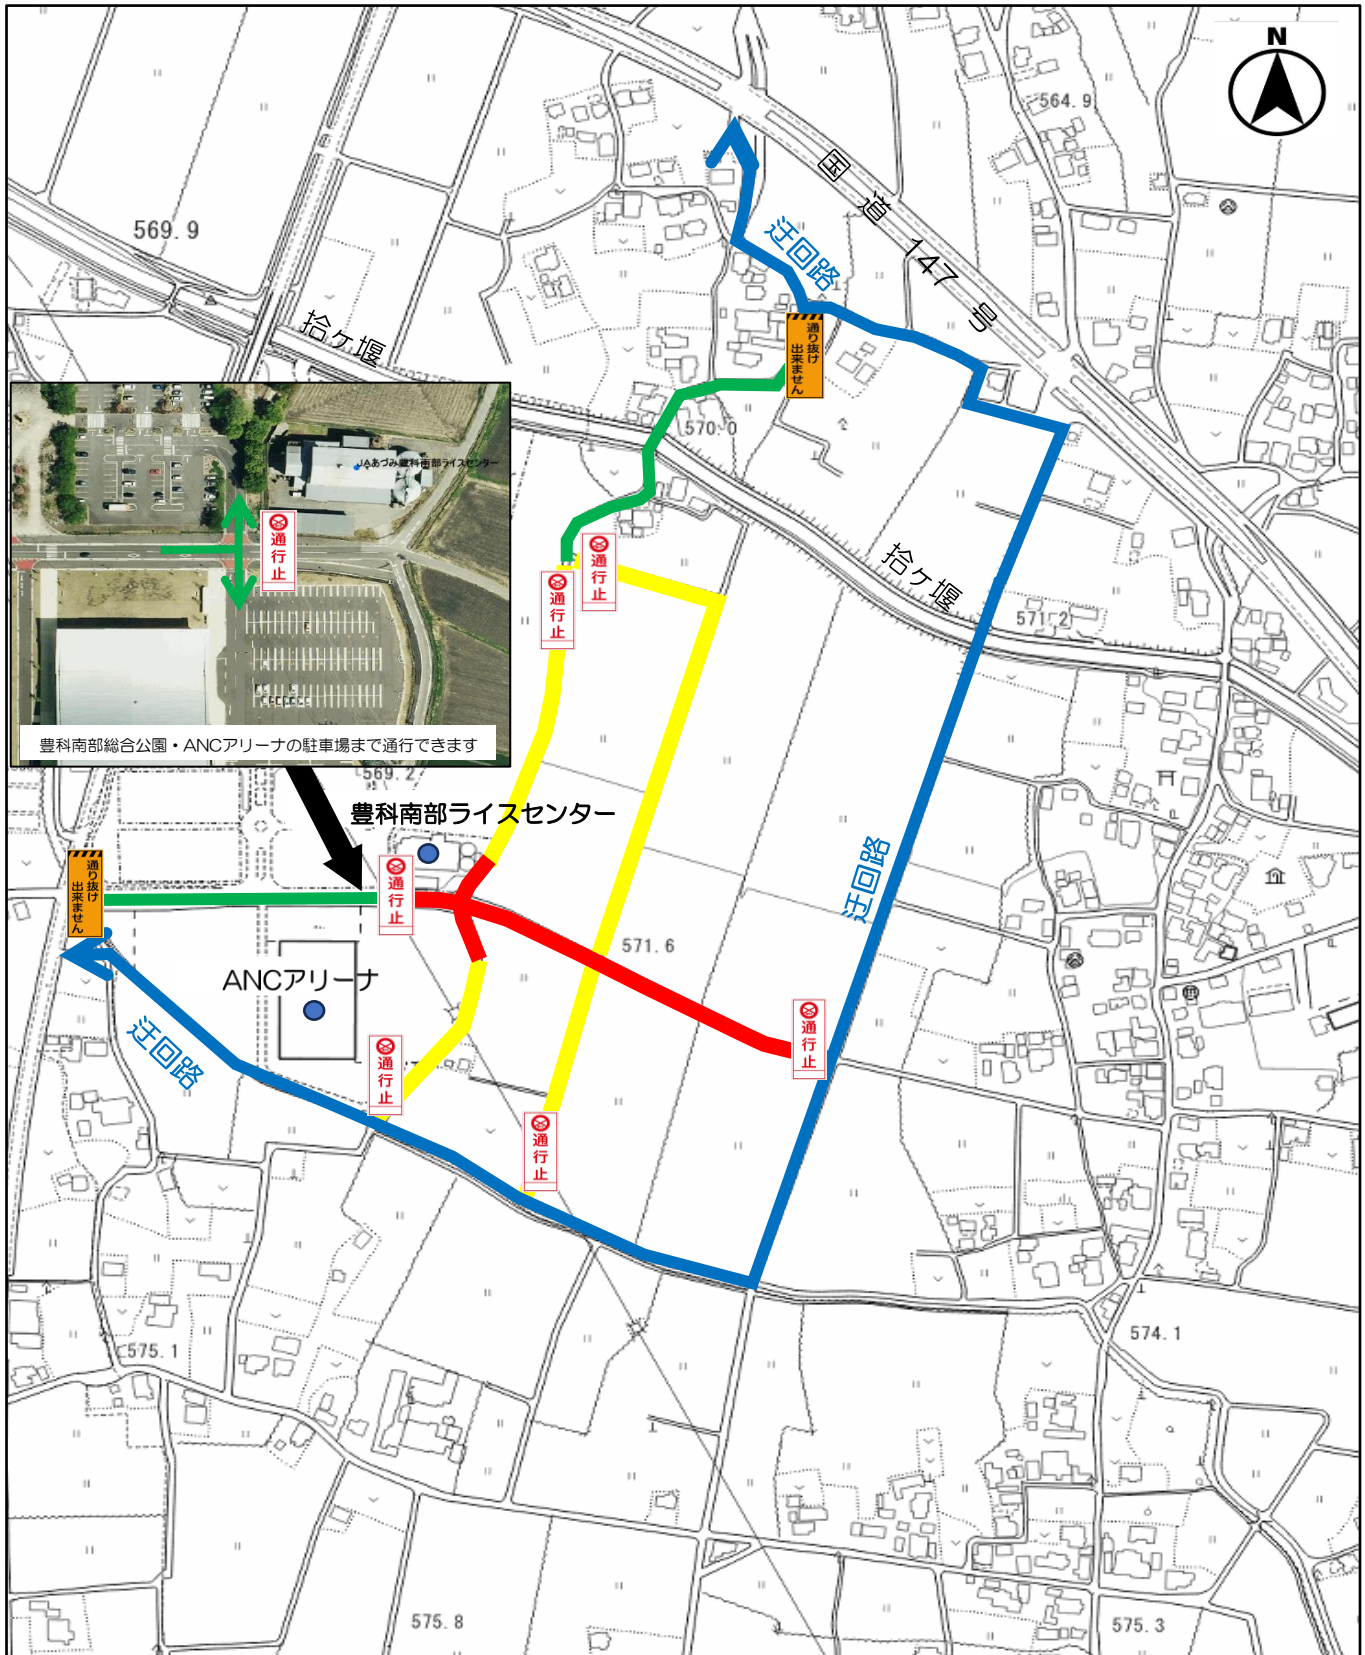 N
564.9
国道147号
569.9
迂回路
拾ケ堰
通り抜け
出来ません
570.0
JAあづみ豊科南部ライスセンター
通行止
通行止
通行止
拾ケ堰
571.2
豊科南部総合公園・ANCアリーナの駐車場まで通行できます
569.2
豊科南部ライスセンター
迂回路
通り抜け
出来ません
通行止
571.6
ANCアリーナ
通行止
迂回路
通行止
通行止
574.1
575.1
575.8
575.3